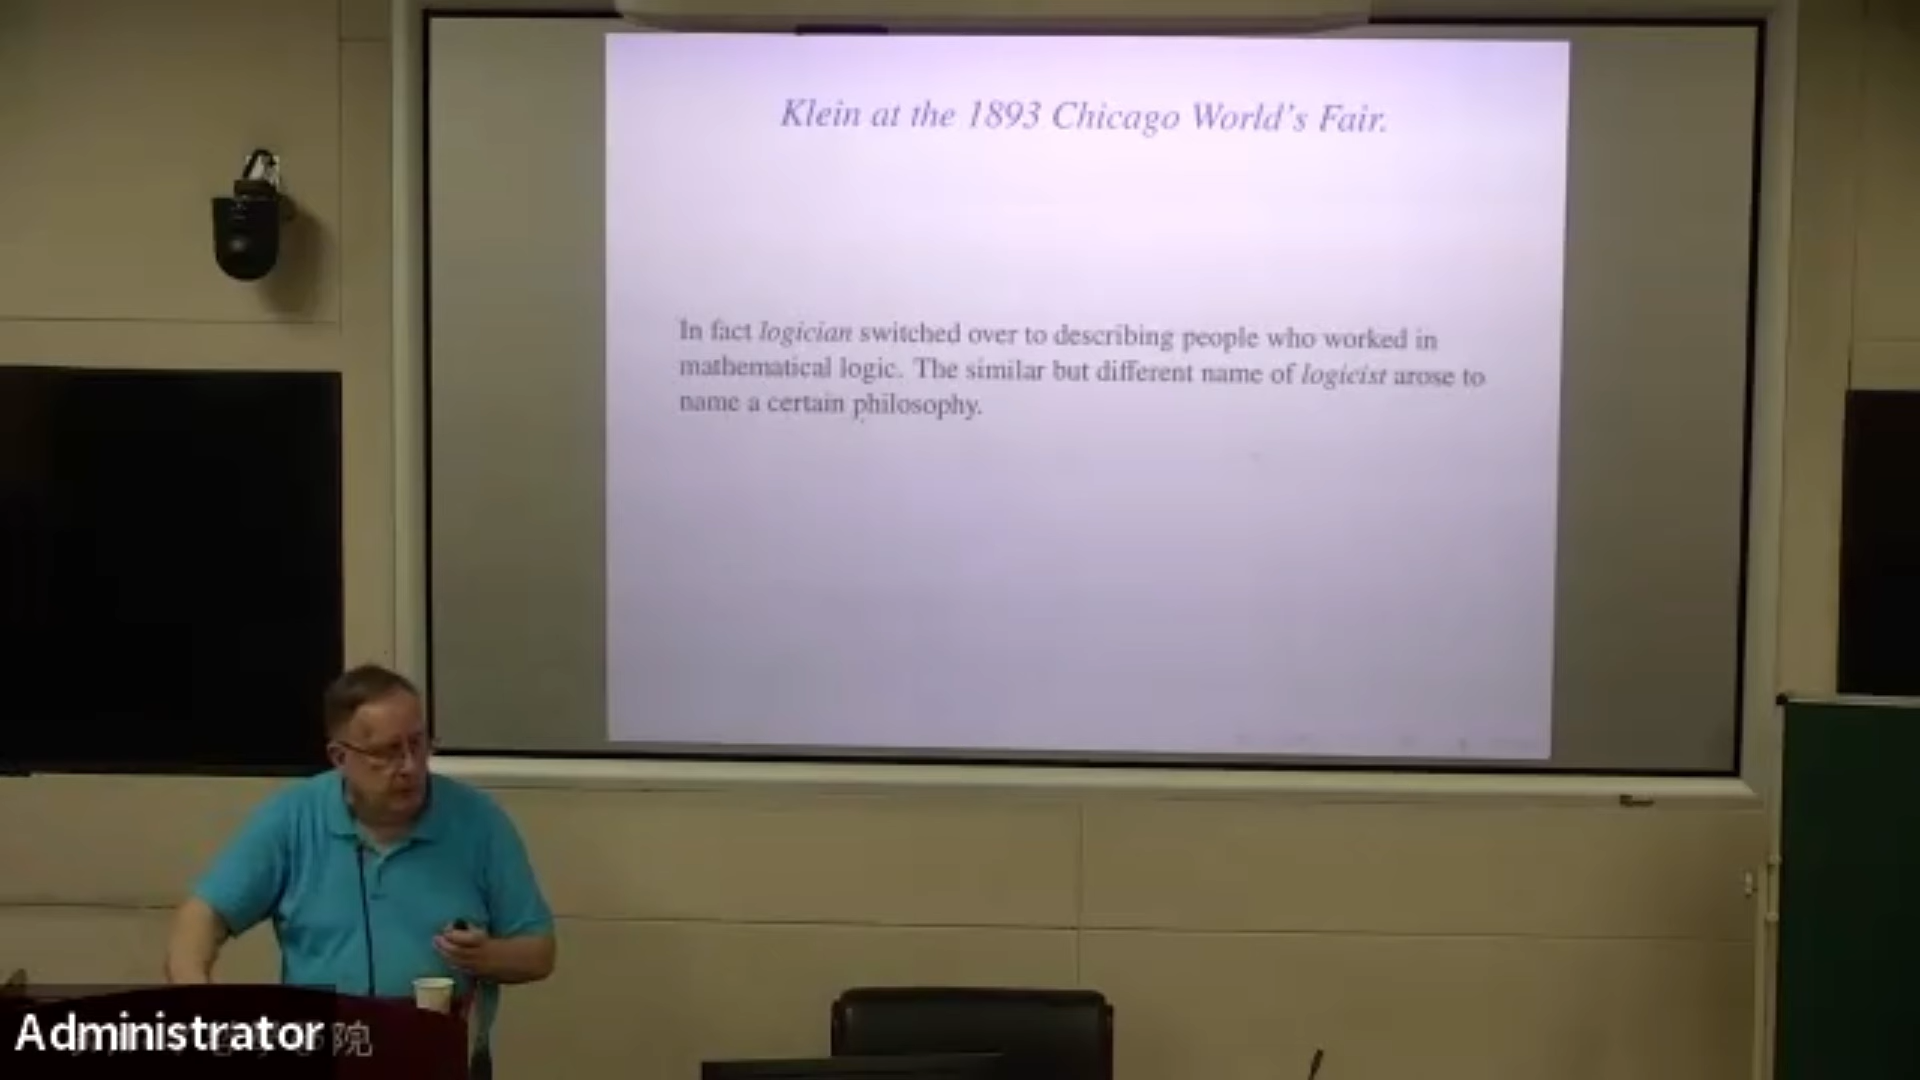 Klein at the 1893 Chicago World's Fair.
In fact logician switched over to describing people who worked in
mathematical logic. The similar but different name of logicist arose to
name a certain philosophy.
Administrator
院